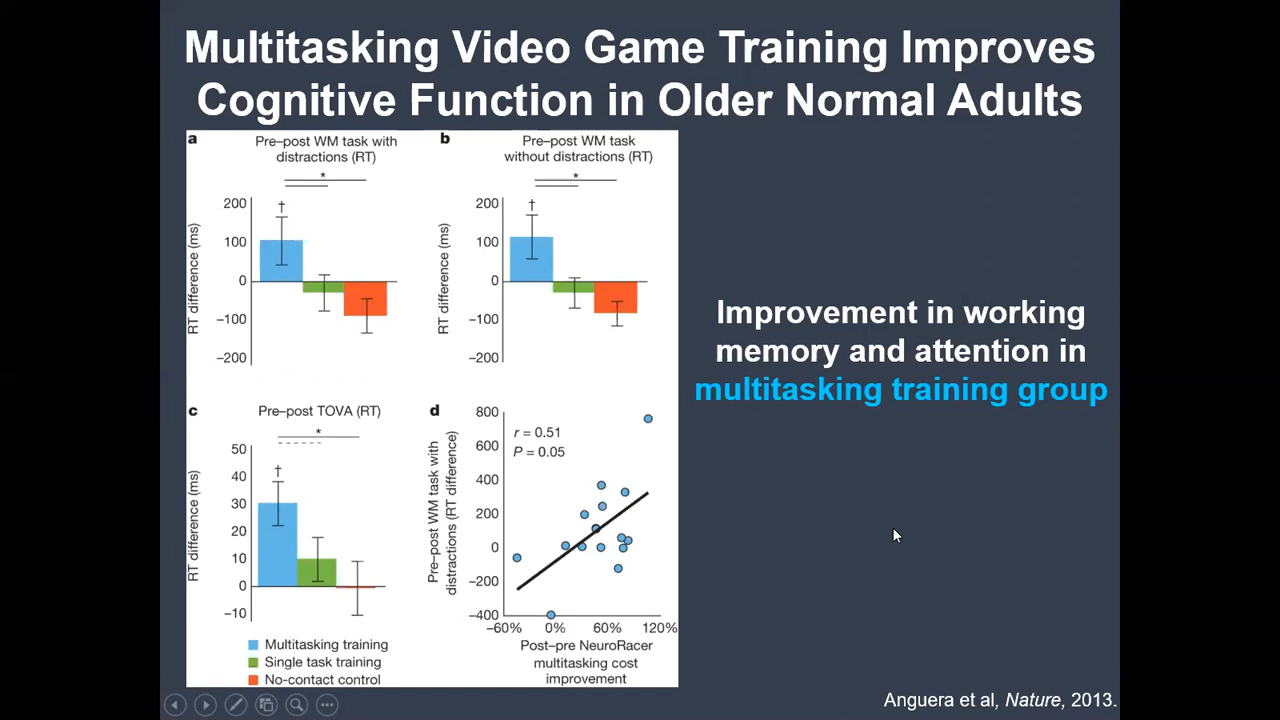 Multitasking Video Game Training Improves
Cognitive Function in Older Normal Adults
a
Pre-post WM task with
distractions (RT)
*
†
RT difference (ms)
200
100
0
−100
−200
b
Pre-post WM task
without distractions (RT)
*
†
RT difference (ms)
200
100
0
−100
−200
c
Pre-post TOVA (RT)
*
†
RT difference (ms)
50
40
30
20
10
0
−10
Multitasking training
Single task training
No-contact control
d
r = 0.51
P = 0.05
Pre-post WM task with
distractions (RT difference)
800
600
400
200
0
−200
−400
−60% 0% 60% 120%
Post–pre NeuroRacer
multitasking cost
improvement
Improvement in working
memory and attention in
multitasking training group
Anguera et al, Nature, 2013.